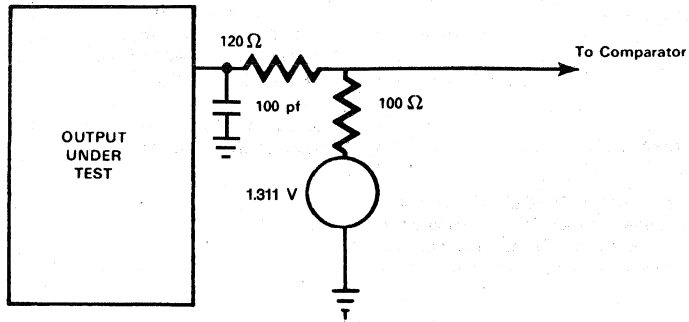 120 Ω
To Comparator
100 pf
100 Ω
OUTPUT
UNDER
TEST
1.311 V
T